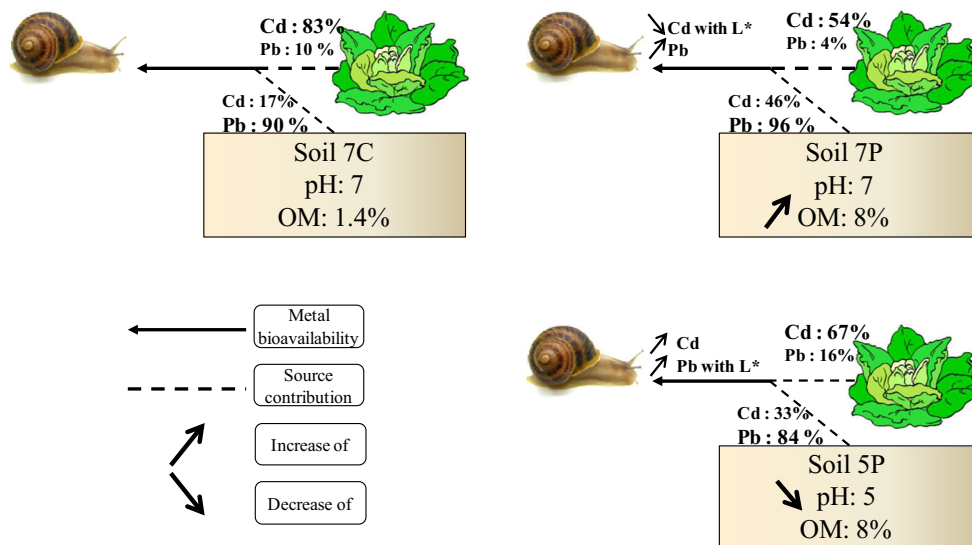 Cd : 83%
Pb : 10 %
Cd : 17%
Pb : 90 %
Soil 7C
pH: 7
OM: 1.4%
Cd with L*
Pb
Cd : 54%
Pb : 4%
Cd : 46%
Pb : 96 %
Soil 7P
pH: 7
OM: 8%
Metal
bioavailability
Source
contribution
Increase of
Decrease of
Cd
Pb with L*
Cd : 67%
Pb : 16%
Cd : 33%
Pb : 84 %
Soil 5P
pH: 5
OM: 8%